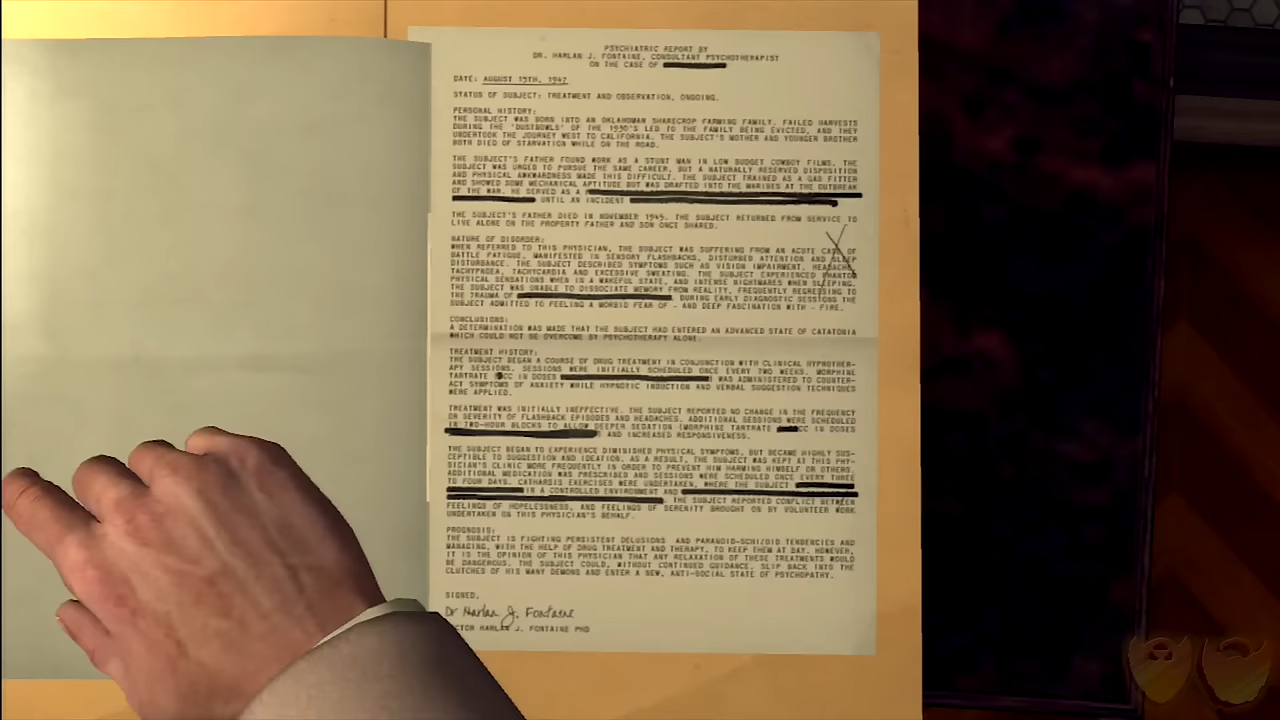 PSYCHIATRIC REPORT BY
DR. HARLAN J. FONTAINE, CONSULTANT PSYCHOTHERAPIST
ON THE CASE OF
DATE: AUGUST 15TH, 1947
STATUS OF SUBJECT: TREATMENT AND OBSERVATION, ONGOING.
PERSONAL HISTORY:
THE SUBJECT WAS BORN INTO AN OKLAHOMAN SHARECROP FARMING FAMILY. FAILED HARVESTS
DURING THE 'DUSTBOWLS' OF THE 1930'S LED TO THE FAMILY BEING EVICTED, AND THEY
UNDERTOOK THE JOURNEY WEST TO CALIFORNIA. THE SUBJECT'S MOTHER AND YOUNGER BROTHER
BOTH DIED OF STARVATION WHILE ON THE ROAD.
THE SUBJECT'S FATHER FOUND WORK AS A STUNT MAN IN LOW BUDGET COWBOY FILMS. THE
SUBJECT WAS URGED TO PURSUE THE SAME CAREER, BUT A NATURALLY RESERVED DISPOSITION
AND PHYSICAL AWKWARDNESS MADE THIS DIFFICULT. THE SUBJECT TRAINED AS A GAS FITTER
AND SHOWED SOME MECHANICAL APTITUDE BUT WAS DRAFTED INTO THE MARINES AT THE OUTBREAK
OF THE WAR. HE SERVED AS A
UNTIL AN INCIDENT
THE SUBJECT'S FATHER DIED IN NOVEMBER 1945. THE SUBJECT RETURNED FROM SERVICE TO
LIVE ALONE ON THE PROPERTY FATHER AND SON ONCE SHARED.
NATURE OF DISORDER:
WHEN REFERRED TO THIS PHYSICIAN, THE SUBJECT WAS SUFFERING FROM AN ACUTE CASE OF
BATTLE FATIGUE, MANIFESTED IN SENSORY FLASHBACKS, DISTURBED ATTENTION AND SLEEP
DISTURBANCE. THE SUBJECT DESCRIBED SYMPTOMS SUCH AS VISION IMPAIRMENT, HEADACHE,
TACHYPNOEA, TACHYCARDIA AND EXCESSIVE SWEATING. THE SUBJECT EXPERIENCED PHANTOM
PHYSICAL SENSATIONS WHEN IN A WAKEFUL STATE, AND INTENSE NIGHTMARES WHEN SLEEPING.
THE SUBJECT WAS UNABLE TO DISSOCIATE MEMORY FROM REALITY, FREQUENTLY REGRESSING TO
THE TRAUMA OF . DURING EARLY DIAGNOSTIC SESSIONS THE
SUBJECT ADMITTED TO FEELING A MORBID FEAR OF - AND DEEP FASCINATION WITH - FIRE.
CONCLUSIONS:
A DETERMINATION WAS MADE THAT THE SUBJECT HAD ENTERED AN ADVANCED STATE OF CATATONIA
WHICH COULD NOT BE OVERCOME BY PSYCHOTHERAPY ALONE.
TREATMENT HISTORY:
THE SUBJECT BEGAN A COURSE OF DRUG TREATMENT IN CONJUNCTION WITH CLINICAL HYPNOTHER-
APY SESSIONS. SESSIONS WERE INITIALLY SCHEDULED ONCE EVERY TWO WEEKS. MORPHINE
TARTRATE CC IN DOSES ) WAS ADMINISTERED TO COUNTER-
ACT SYMPTOMS OF ANXIETY WHILE HYPNOTIC INDUCTION AND VERBAL SUGGESTION TECHNIQUES
WERE APPLIED.
TREATMENT WAS INITIALLY INEFFECTIVE. THE SUBJECT REPORTED NO CHANGE IN THE FREQUENCY
OR SEVERITY OF FLASHBACK EPISODES AND HEADACHES. ADDITIONAL SESSIONS WERE SCHEDULED
IN TWO-HOUR BLOCKS TO ALLOW DEEPER SEDATION (MORPHINE TARTRATE CC IN DOSES
AND INCREASED RESPONSIVENESS.
THE SUBJECT BEGAN TO EXPERIENCE DIMINISHED PHYSICAL SYMPTOMS, BUT BECAME HIGHLY SUS-
CEPTIBLE TO SUGGESTION AND IDEATION. AS A RESULT, THE SUBJECT WAS KEPT AT THIS PHY-
SICIAN'S CLINIC MORE FREQUENTLY IN ORDER TO PREVENT HIM HARMING HIMSELF OR OTHERS.
ADDITIONAL MEDICATION WAS PRESCRIBED AND SESSIONS WERE SCHEDULED ONCE EVERY THREE
TO FOUR DAYS. CATHARSIS EXERCISES WERE UNDERTAKEN, WHERE THE SUBJECT
IN A CONTROLLED ENVIRONMENT AND
. THE SUBJECT REPORTED CONFLICT BETWEEN
FEELINGS OF HOPELESSNESS, AND FEELINGS OF SERENITY BROUGHT ON BY VOLUNTEER WORK
UNDERTAKEN ON THIS PHYSICIAN'S BEHALF.
PROGNOSIS:
THE SUBJECT IS FIGHTING PERSISTENT DELUSIONS AND PARANOID-SCHIZOID TENDENCIES AND
MANAGING, WITH THE HELP OF DRUG TREATMENT AND THERAPY, TO KEEP THEM AT BAY. HOWEVER,
IT IS THE OPINION OF THIS PHYSICIAN THAT ANY RELAXATION OF THESE TREATMENTS WOULD
BE DANGEROUS. THE SUBJECT COULD, WITHOUT CONTINUED GUIDANCE, SLIP BACK INTO THE
CLUTCHES OF HIS MANY DEMONS AND ENTER A NEW, ANTI-SOCIAL STATE OF PSYCHOPATHY.
SIGNED,
Dr Harlan J. Fontaine
DOCTOR HARLAN J. FONTAINE PHD